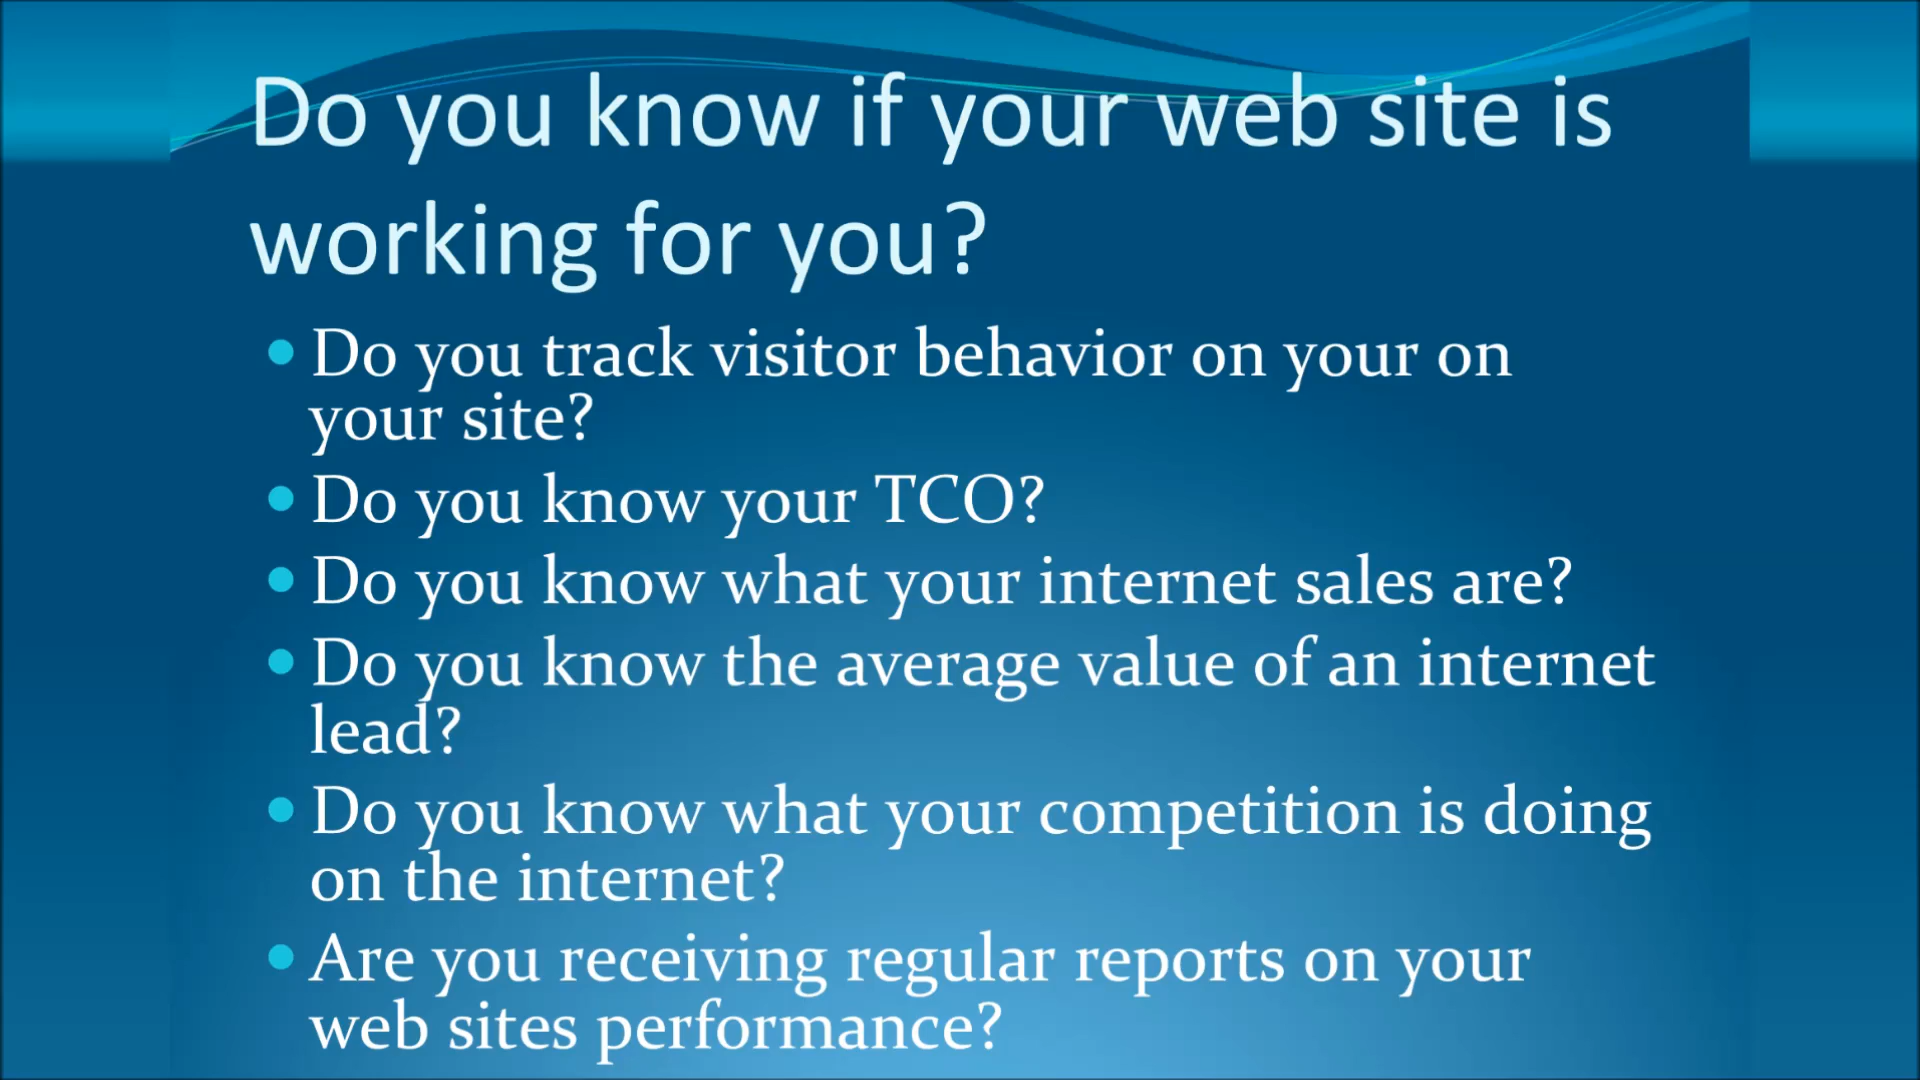 Do you know if your web site is
working for you?
Do you track visitor behavior on your on
your site?
Do you know your TCO?
Do you know what your internet sales are?
Do you know the average value of an internet
lead?
Do you know what your competition is doing
on the internet?
Are you receiving regular reports on your
web sites performance?